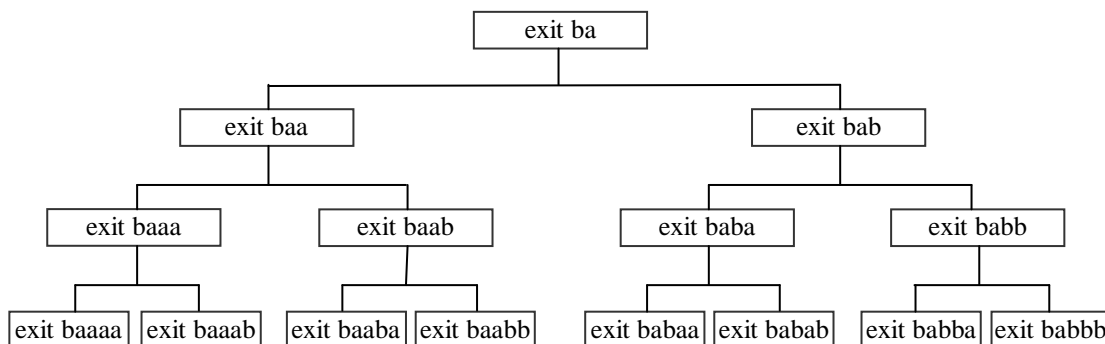 exit ba
exit baa
exit bab
exit baaa
exit baab
exit baba
exit babb
exit baaaa
exit baaab
exit baaba
exit baabb
exit babaa
exit babab
exit babba
exit babbb